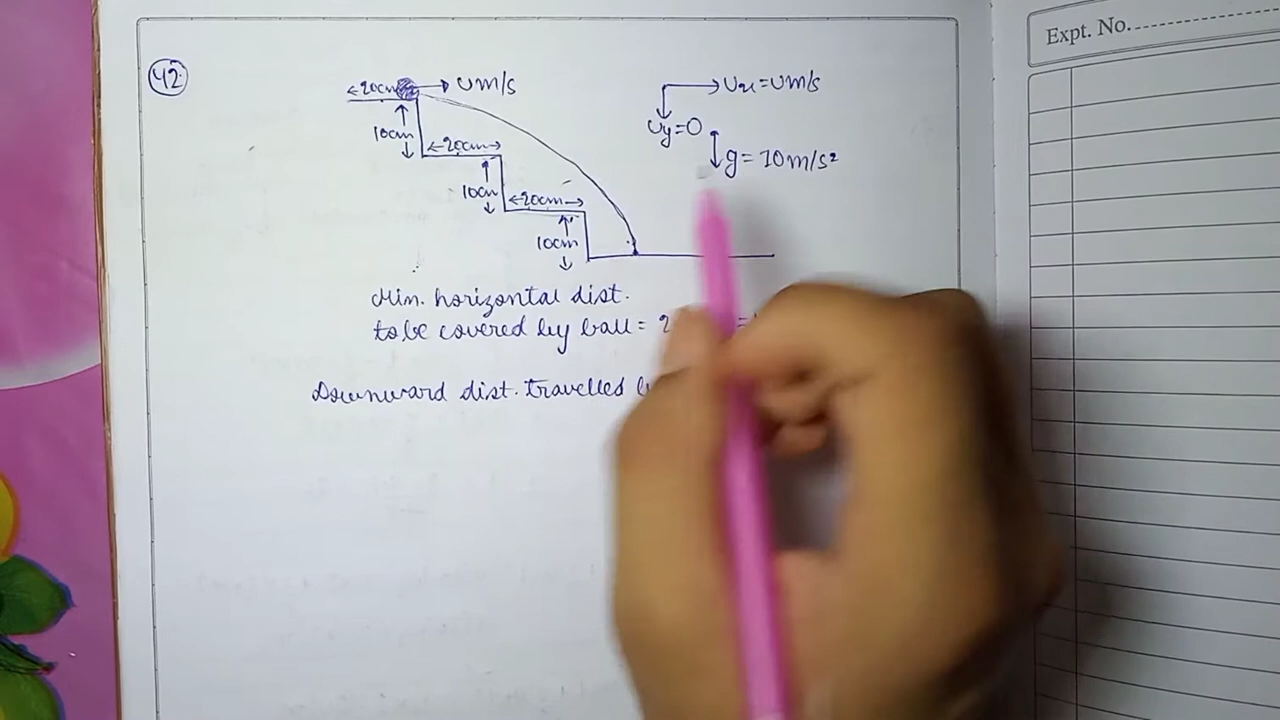 42.
20cm
u m/s
ux = u m/s
10cm
uy = 0
20cm
g = 10 m/s²
10cm
20cm
10cm
Min. horizontal dist.
to be covered by ball = 2
Downward dist. travelled
Expt. No.